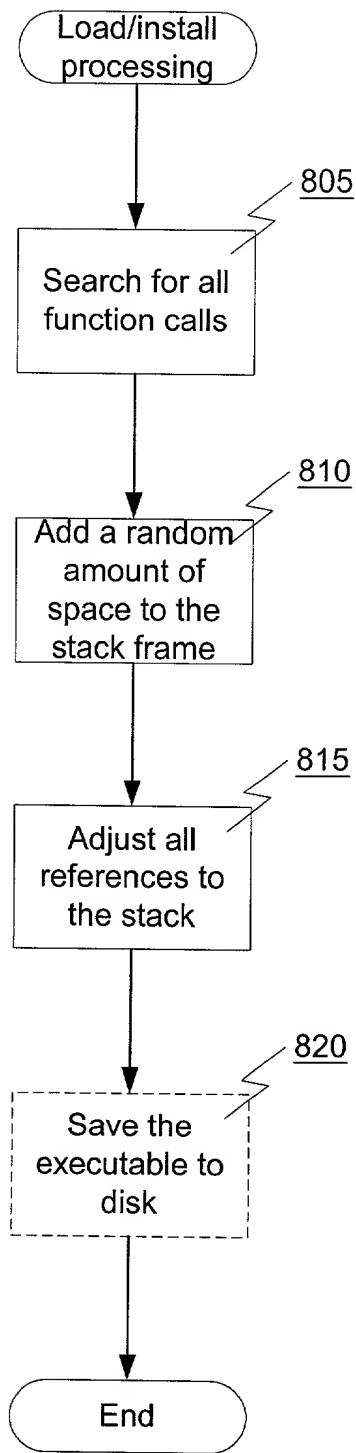 Load/install
processing
805
Search for all
function calls
810
Add a random
amount of
space to the
stack frame
815
Adjust all
references to
the stack
820
Save the
executable to
disk
End